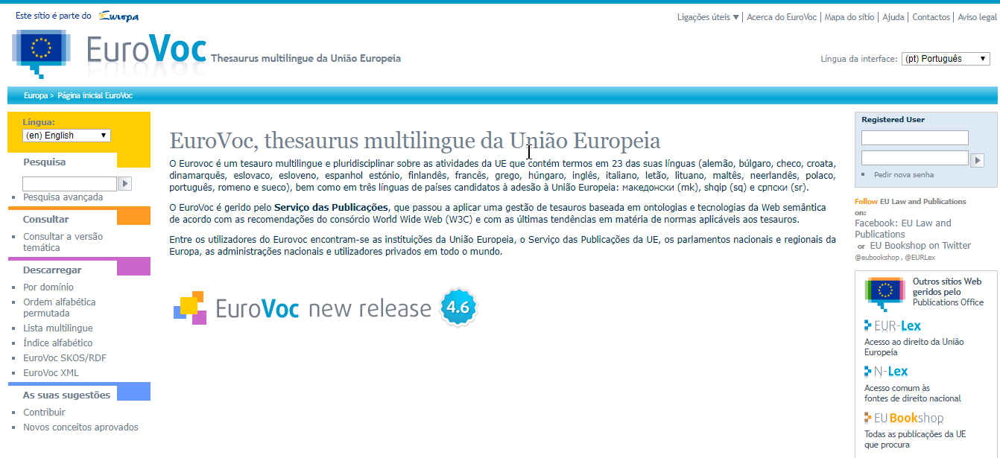 Este sítio é parte do Europa
Ligações úteis ▼ | Acerca do EuroVoc | Mapa do sítio | Ajuda | Contactos | Aviso legal
EuroVoc Thesaurus multilingue da União Europeia
Língua da interface: (pt) Português
Europa > Página inicial EuroVoc
Língua:
(en) English
Pesquisa
Pesquisa avançada
Consultar
Consultar a versão
temática
Descarregar
Por domínio
Ordem alfabética
permutada
Lista multilingue
Índice alfabético
EuroVoc SKOS/RDF
EuroVoc XML
As suas sugestões
Contribuir
Novos conceitos aprovados
EuroVoc, thesaurus multilingue da União Europeia
O Eurovoc é um tesauro multilingue e pluridisciplinar sobre as atividades da UE que contém termos em 23 das suas línguas (alemão, búlgaro, checo, croata,
dinamarquês, eslovaco, esloveno, espanhol estónio, finlandês, francês, grego, húngaro, inglês, italiano, letão, lituano, maltês, neerlandês, polaco,
português, romeno e sueco), bem como em três línguas de países candidatos à adesão à União Europeia: македонски (mk), shqip (sq) e српски (sr).
O EuroVoc é gerido pelo Serviço das Publicações, que passou a aplicar uma gestão de tesauros baseada em ontologias e tecnologias da Web semântica
de acordo com as recomendações do consórcio World Wide Web (W3C) e com as últimas tendências em matéria de normas aplicáveis aos tesauros.
Entre os utilizadores do Eurovoc encontram-se as instituições da União Europeia, o Serviço das Publicações da UE, os parlamentos nacionais e regionais da
Europa, as administrações nacionais e utilizadores privados em todo o mundo.
EuroVoc new release 4.6
Registered User
Pedir nova senha
Follow EU Law and Publications
on:
Facebook: EU Law and
Publications
or EU Bookshop on Twitter
@eubookshop , @EURLex
Outros sítios Web
geridos pelo
Publications Office
EUR-Lex
Acesso ao direito da União
Europeia
N-Lex
Acesso comum às
fontes de direito nacional
EU Bookshop
Todas as publicações da UE
que procura